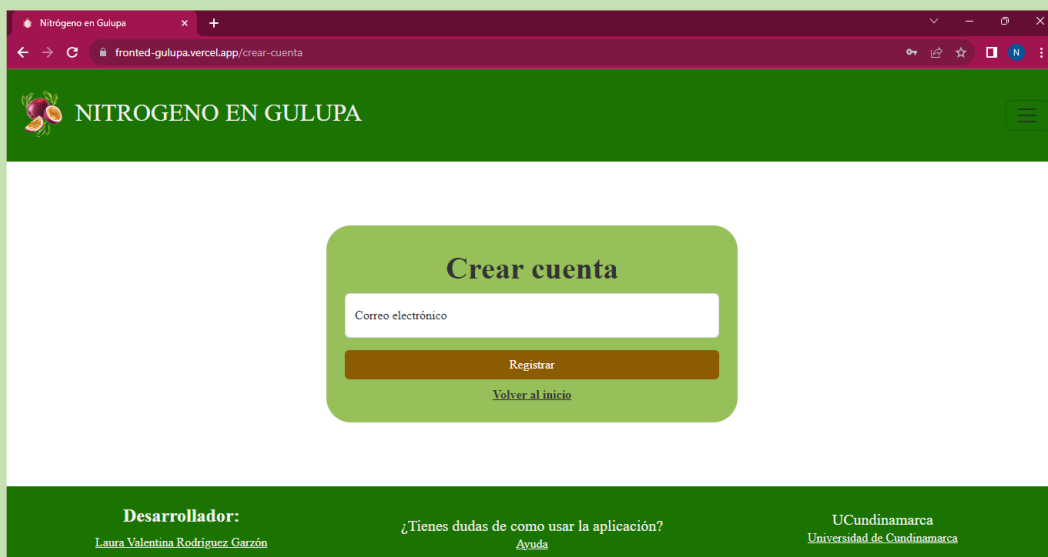 Nitrógeno en Gulupa
fronted-gulupa.vercel.app/crear-cuenta
N
NITROGENO EN GULUPA
Crear cuenta
Correo electrónico
Registrar
Volver al inicio
Desarrollador:
Laura Valentina Rodríguez Garzón
¿Tienes dudas de como usar la aplicación?
Ayuda
UCundinamarca
Universidad de Cundinamarca